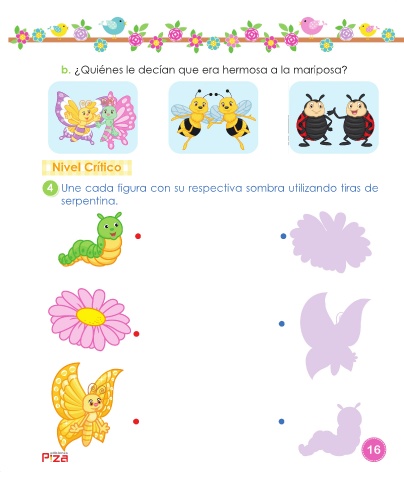 b. ¿Quiénes le decían que era hermosa a la mariposa?
Nivel Crítico
4 Une cada figura con su respectiva sombra utilizando tiras de
serpentina.
Piza
16